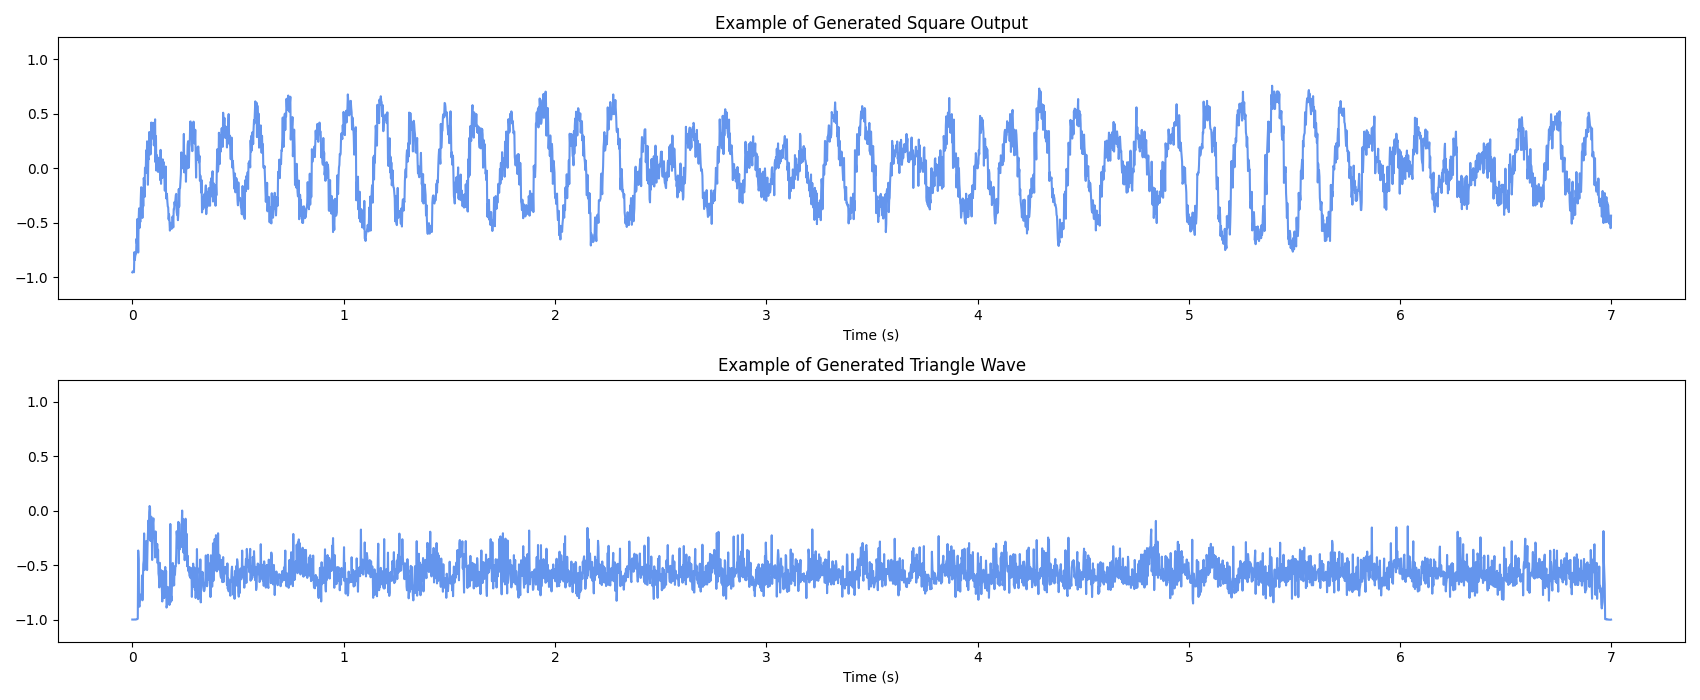 Example of Generated Square Output
1.0
0.5
0.0
−0.5
−1.0
0 1 2 3 4 5 6 7
Time (s)
Example of Generated Triangle Wave
1.0
0.5
0.0
−0.5
−1.0
0 1 2 3 4 5 6 7
Time (s)